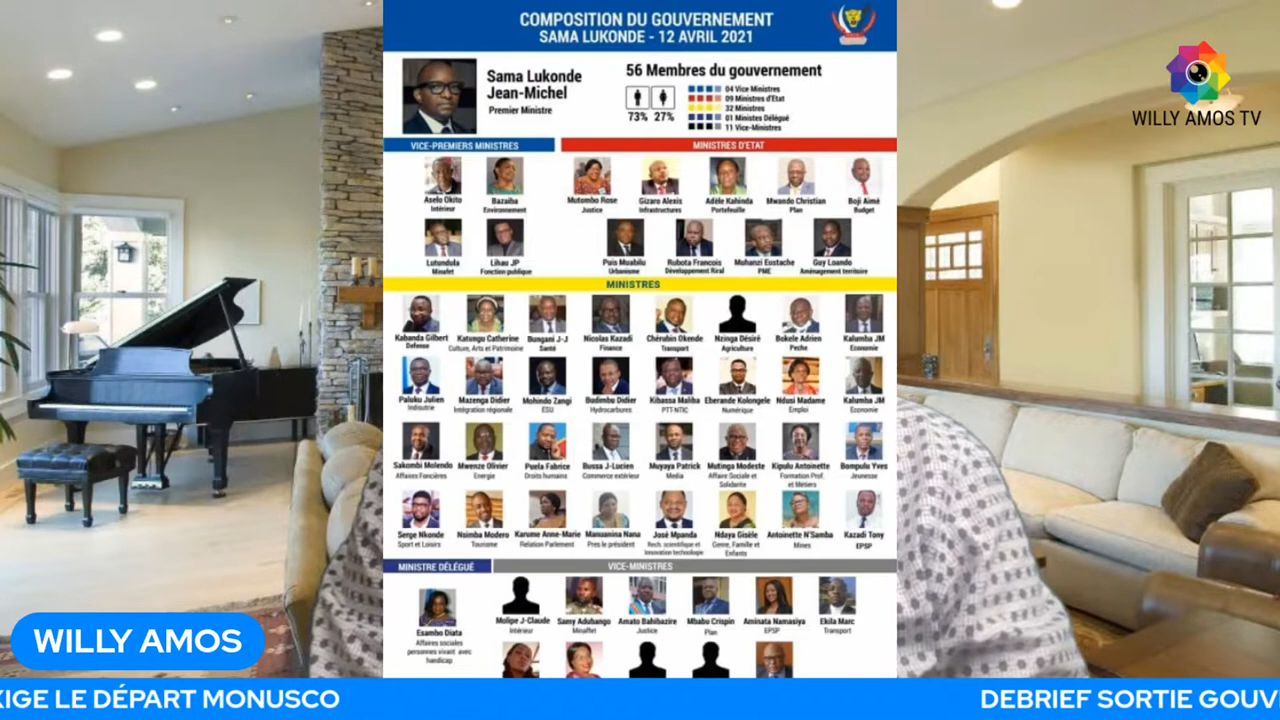 COMPOSITION DU GOUVERNEMENT
SAMA LUKONDE - 12 AVRIL 2021
Sama Lukonde
Jean-Michel
Premier Ministre
56 Membres du gouvernement
73% 27%
04 Vice Ministres
09 Ministres d'Etat
32 Ministres
01 Ministes Délégué
11 Vice-Ministres
WILLY AMOS TV
VICE-PREMIERS MINISTRES
MINISTRES D'ETAT
Aselo Okito Bazaiba Mutombo Rose Gizaro Alexis Adèle Kahinda Mwando Christian Boji Aimé
Intérieur Environnement Justice Infrastructures Portefeuille Plan Budget
Lutundula Lihau JP Puis Muabilu Rubota Francois Muhanzi Eustache Guy Loando
Minafet Fonction publique Urbanisme Développement Riral PME Aménagement territoire
MINISTRES
Kabanda Gilbert Katungu Catherine Bungani J-J Nicolas Kazadi Chérubin Okende Nzinga Désiré Bokele Adrien Kalumba JM
Defense Culture, Arts et Patrimoine Santé Finance Transport Agriculture Peche Economie
Paluku Julien Mazenga Didier Mohindo Zangi Budimbu Didier Kibassa Maliba Eberande Kolongele Ndusi Madame Kalumba JM
Indisutrie Intégration régionale ESU Hydrocarbures PTT-NTIC Numérique Emploi Economie
Sakombi Molendo Mwenze Olivier Puela Fabrice Bussa J-Lucien Muyaya Patrick Mutinga Modeste Kipulu Antoinette Bompulu Yves
Affaires Foncières Energie Droits humains Commerce extérieur Media Affaire Sociale et Solidante Formation Prof. et Métiers Jeunesse
Serge Nkonde Nsimba Modero Karume Anne-Marie Manuanina Nana José Mpanda Ndaya Gisèle Antoinette N'Samba Kazadi Tony
Sport et Loisirs Tourisme Relation Parlement Pres le président Rech. scientifique et Innovation technologie Genre, Famille et Enfants Mines EPSP
MINISTRE DÉLÉGUÉ
VICE-MINISTRES
Esambo Diata
Affaires sociales
personnes vivant avec
handicap
Molipe J-Claude Samy Adubango Amato Bahibazire Mbabu Crispin Aminata Namasiya Ekila Marc
Intérieur Minaffet Justice Plan EPSP Transport
WILLY AMOS
XIGE LE DÉPART MONUSCO
DEBRIEF SORTIE GOUV